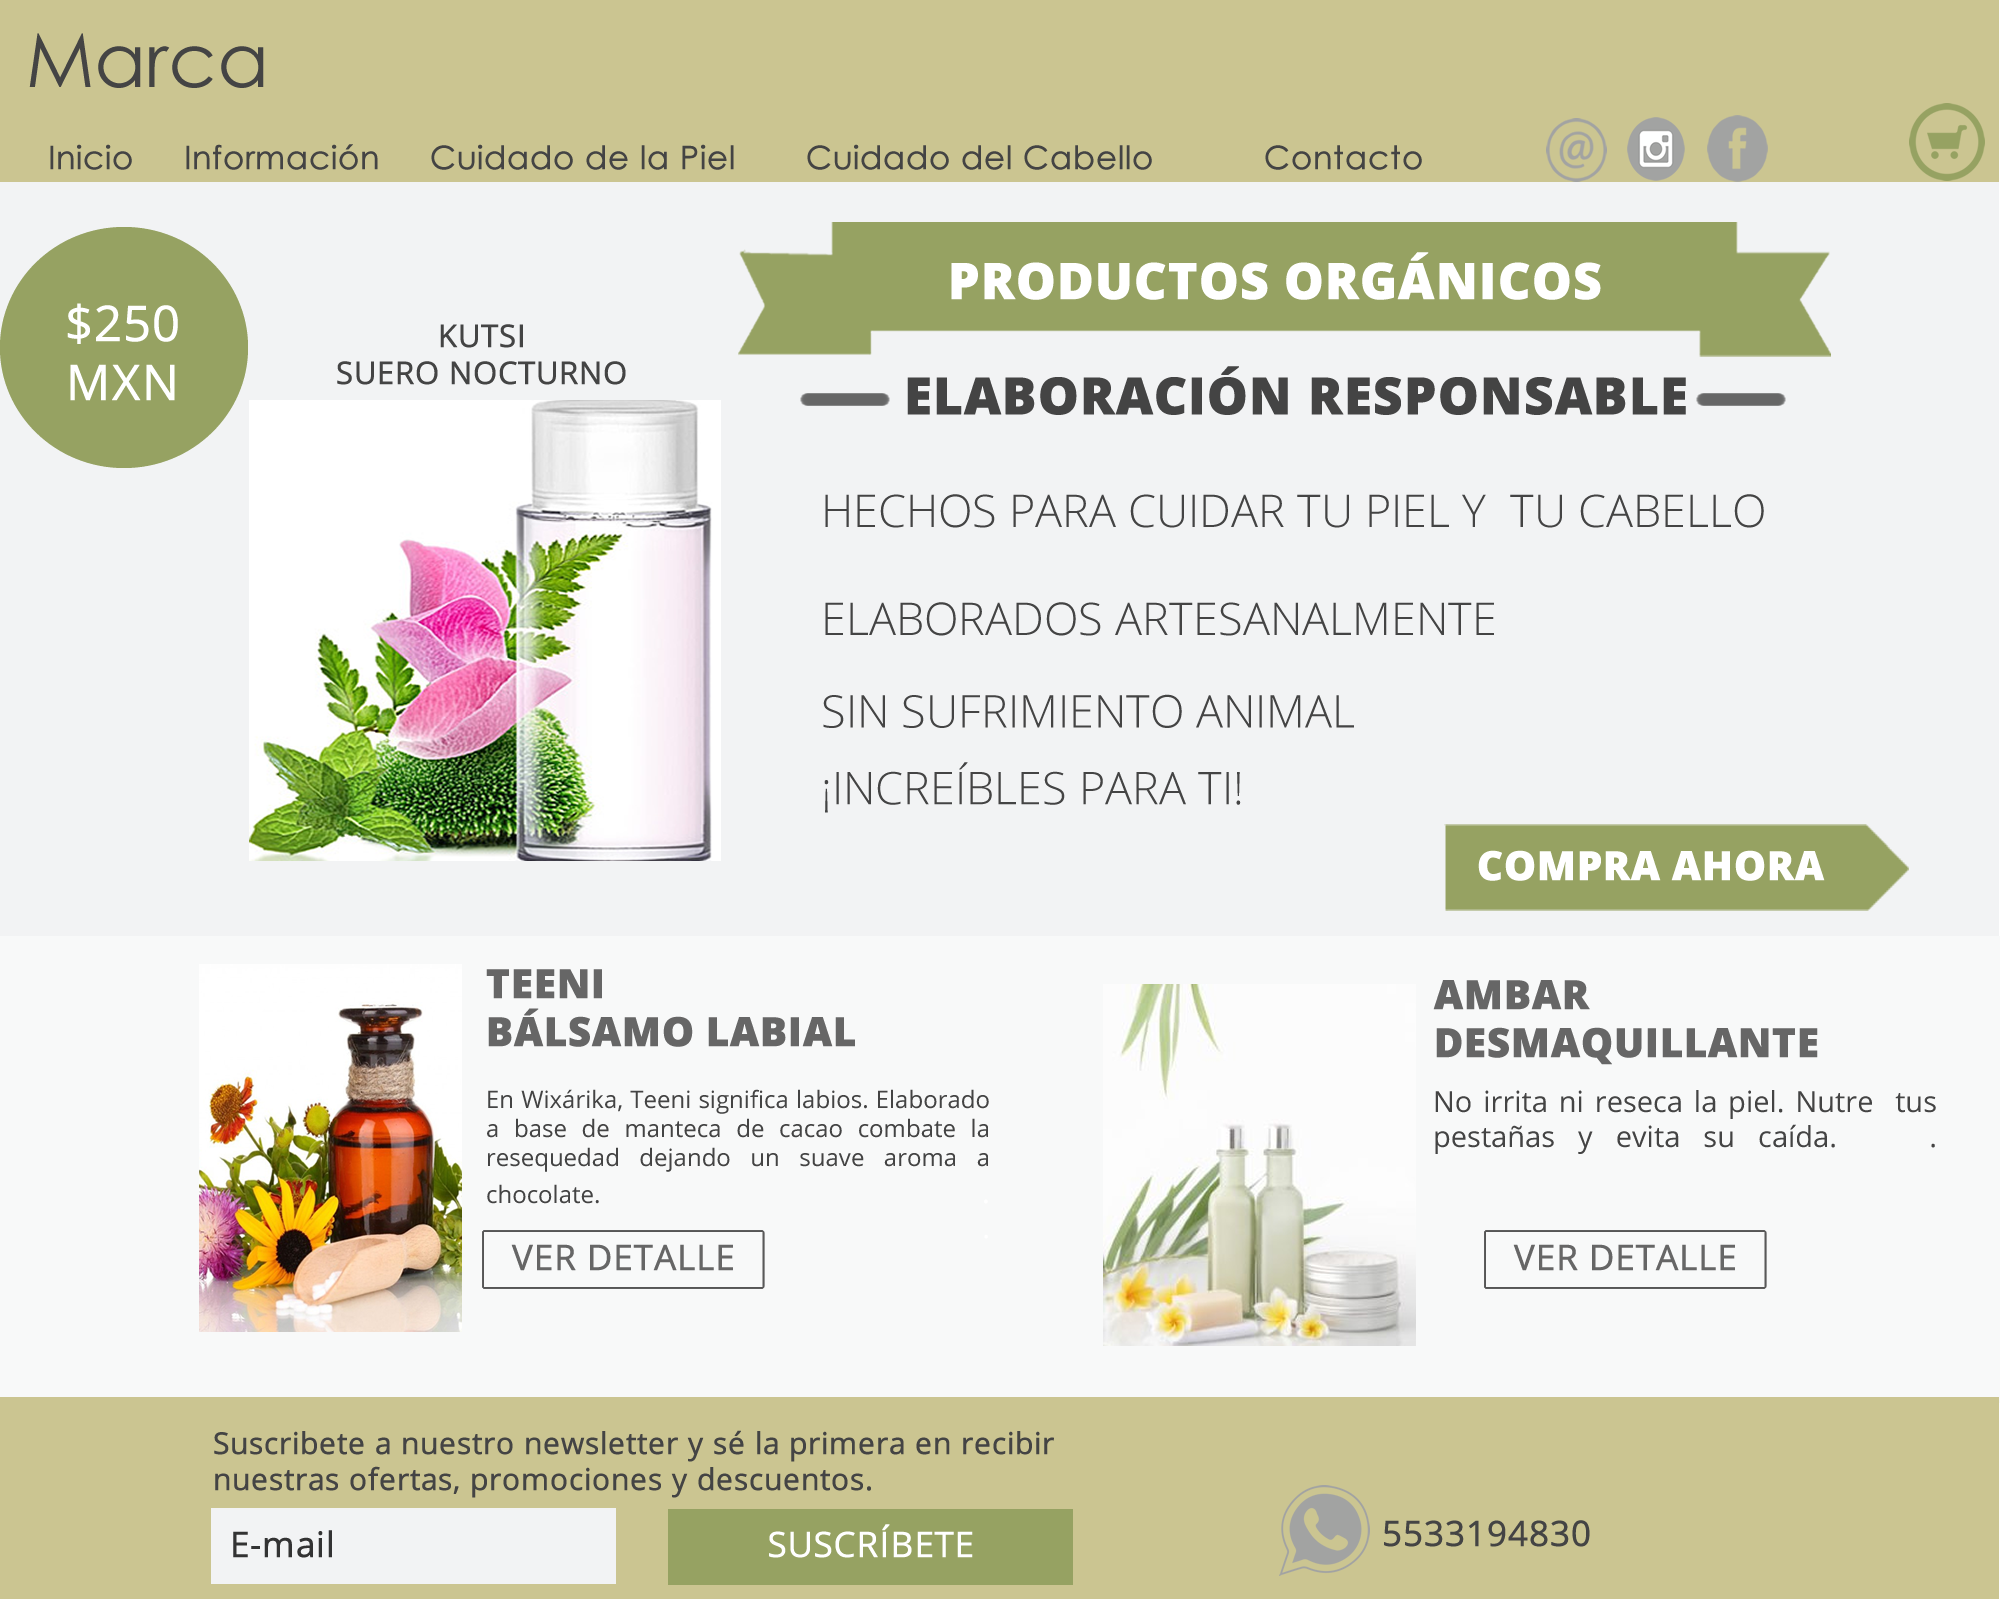 Marca
Inicio Información Cuidado de la Piel Cuidado del Cabello Contacto
$250
MXN
KUTSI
SUERO NOCTURNO
PRODUCTOS ORGÁNICOS
ELABORACIÓN RESPONSABLE
HECHOS PARA CUIDAR TU PIEL Y TU CABELLO
ELABORADOS ARTESANALMENTE
SIN SUFRIMIENTO ANIMAL
¡INCREÍBLES PARA TI!
COMPRA AHORA
TEENI
BÁLSAMO LABIAL
En Wixárika, Teeni significa labios. Elaborado
a base de manteca de cacao combate la
resequedad dejando un suave aroma a
chocolate.
VER DETALLE
AMBAR
DESMAQUILLANTE
No irrita ni reseca la piel. Nutre tus
pestañas y evita su caída. .
VER DETALLE
Suscribete a nuestro newsletter y sé la primera en recibir
nuestras ofertas, promociones y descuentos.
E-mail
SUSCRÍBETE
5533194830